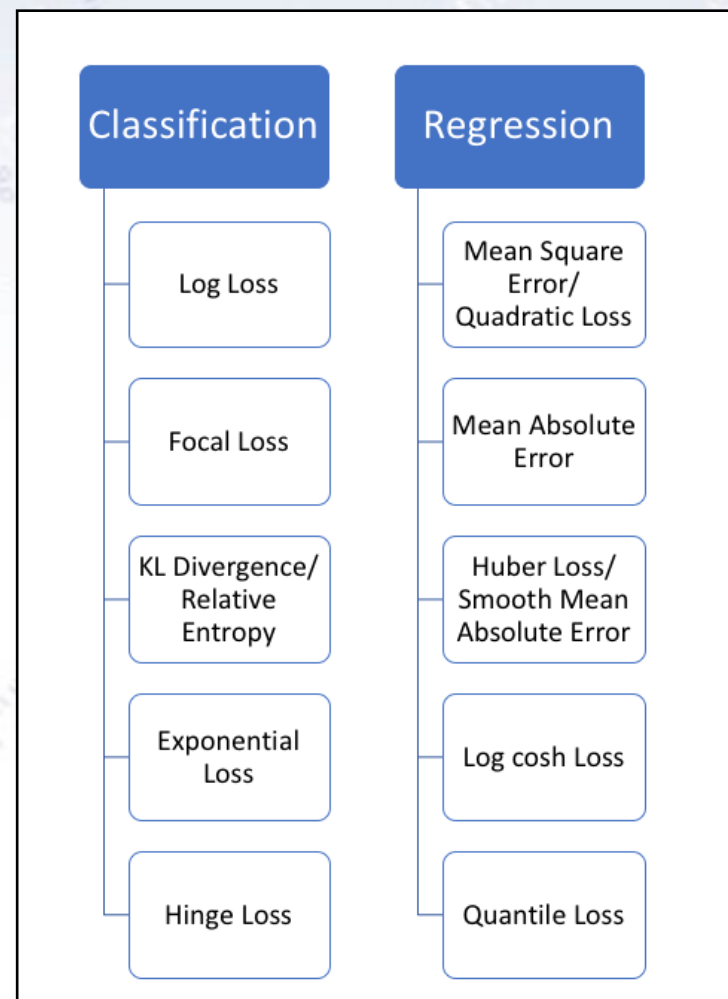 Classification
Log Loss
Focal Loss
KL Divergence/
Relative
Entropy
Exponential
Loss
Hinge Loss
Regression
Mean Square
Error/
Quadratic Loss
Mean Absolute
Error
Huber Loss/
Smooth Mean
Absolute Error
Log cosh Loss
Quantile Loss